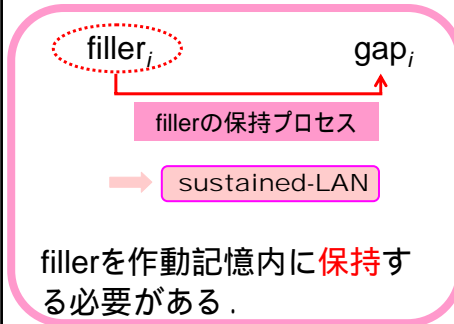 filleri gapi
fillerの保持プロセス
sustained-LAN
fillerを作動記憶内に保持す
る必要がある.